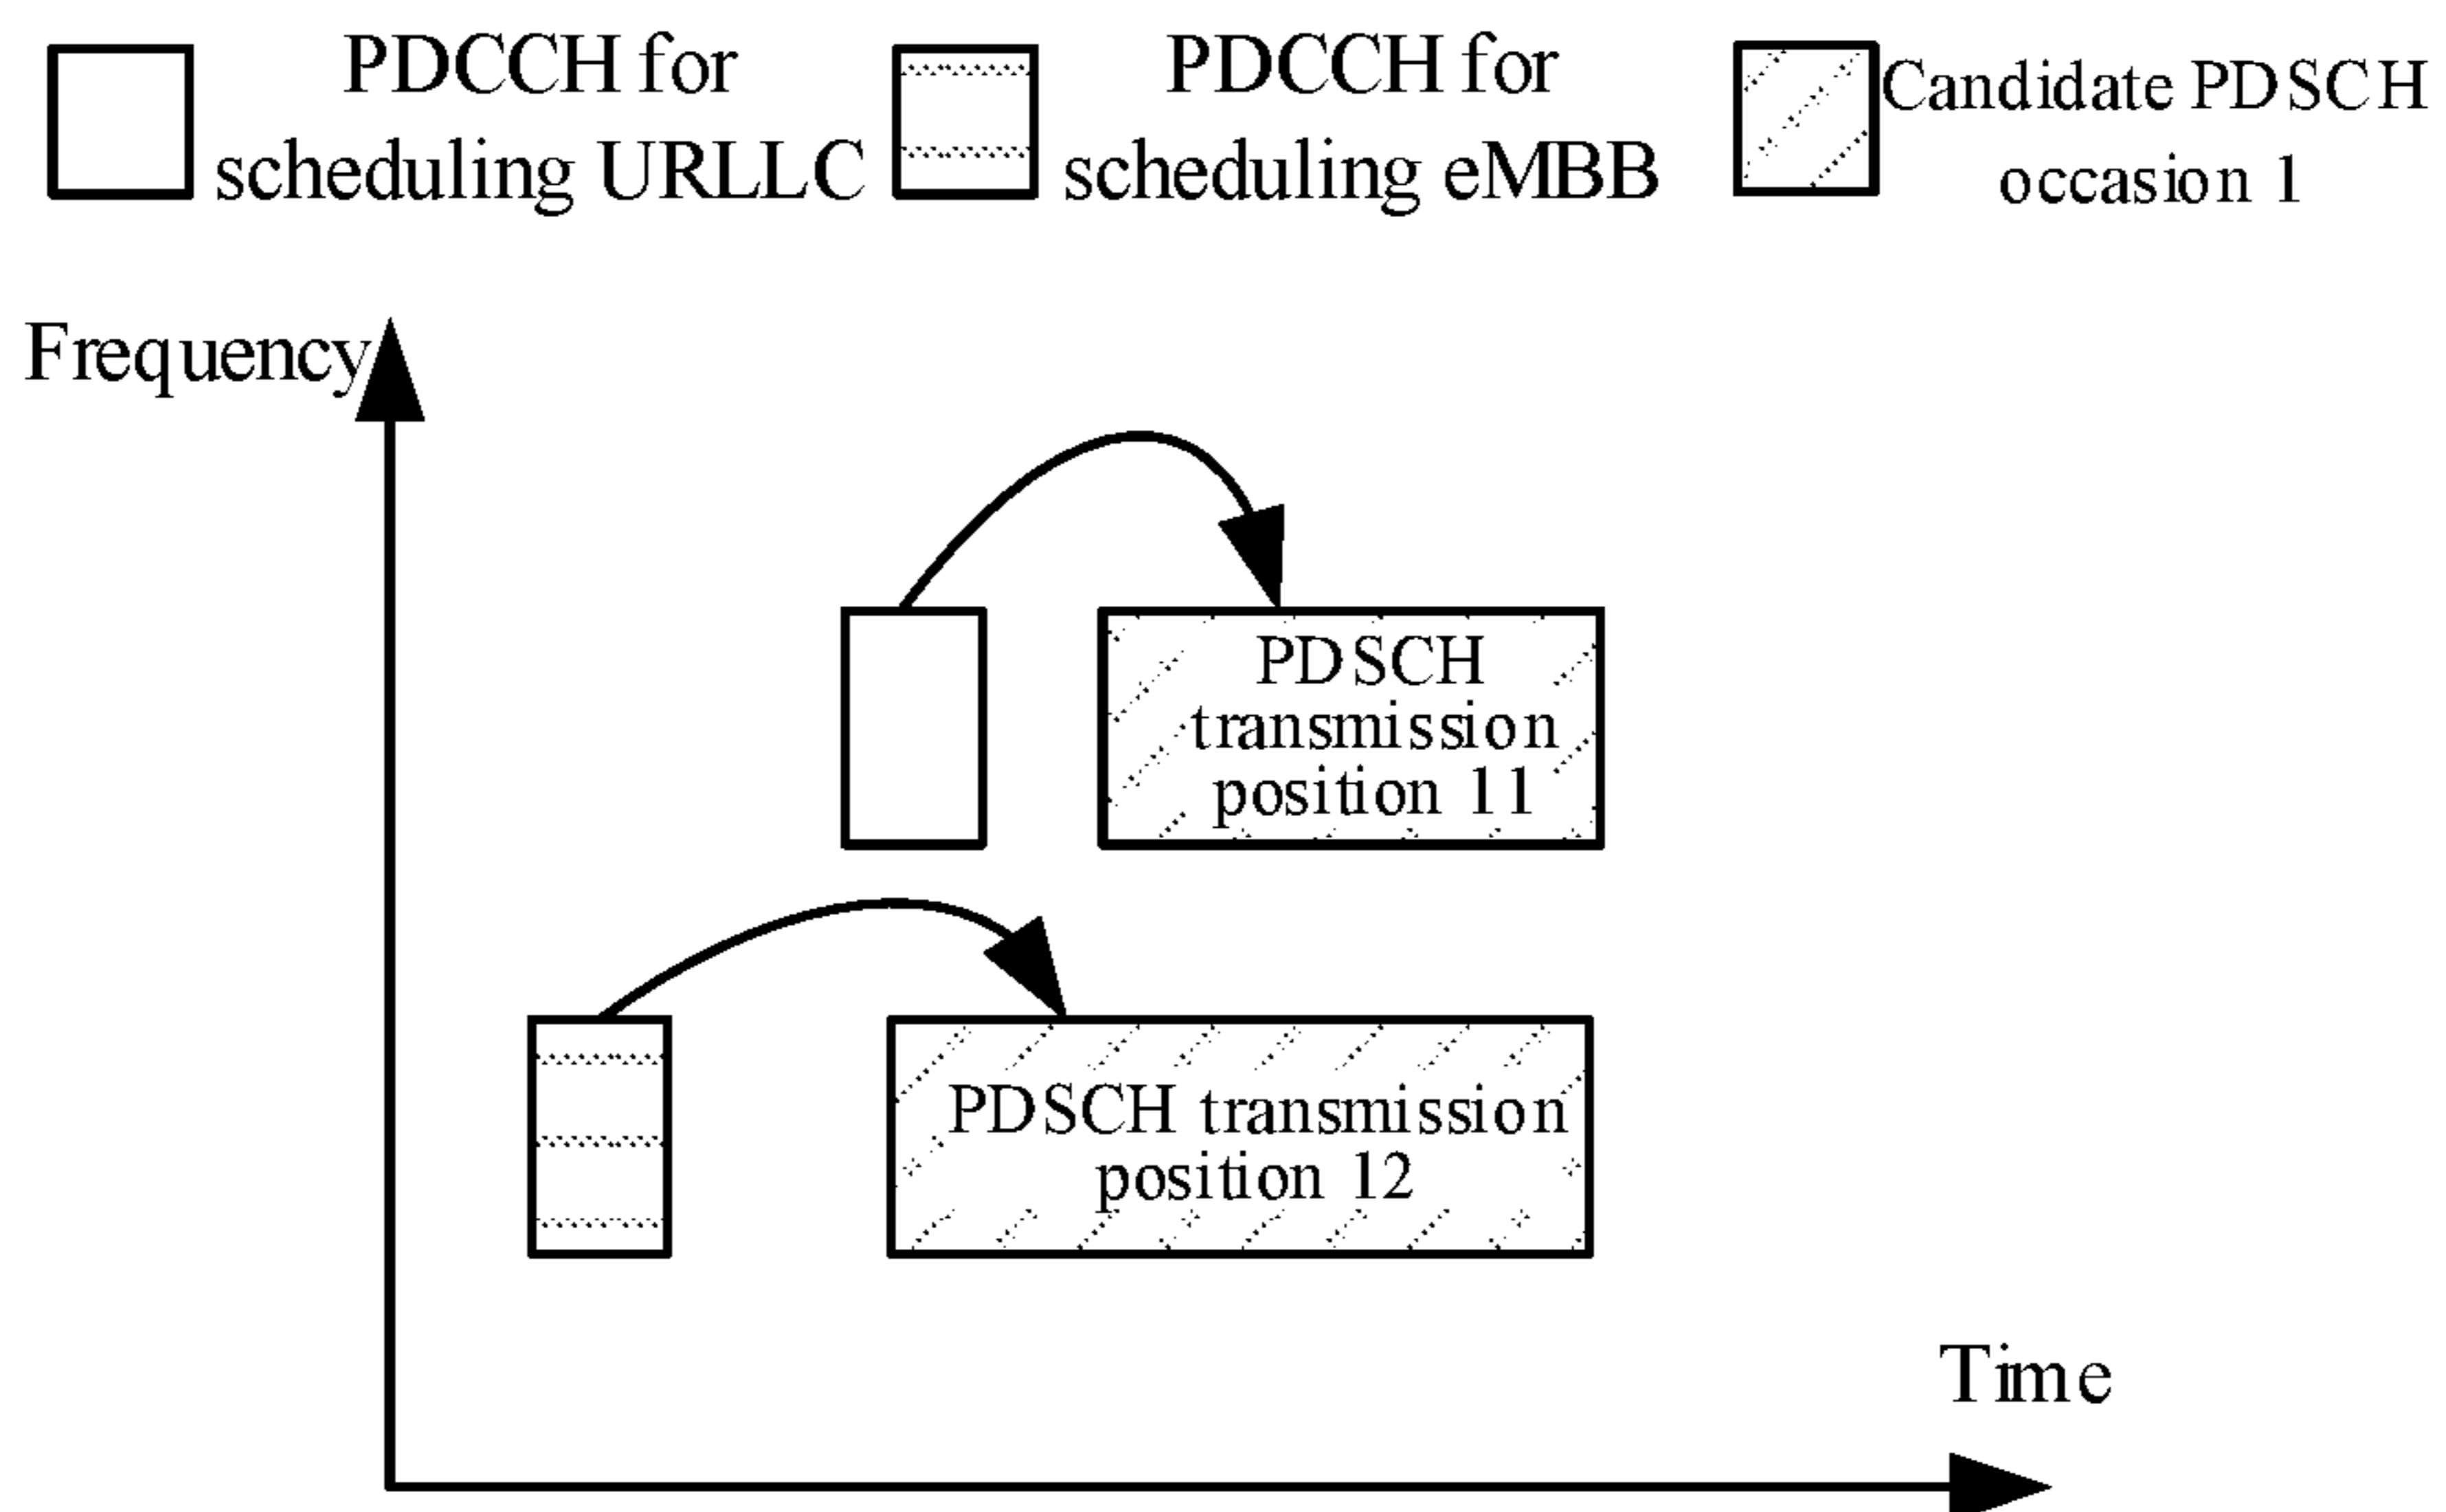 PDCCH for
scheduling URLLC
PDCCH for
scheduling eMBB
Candidate PDSCH
occasion 1
Frequency
PDSCH
transmission
position 11
PDSCH transmission
position 12
Time